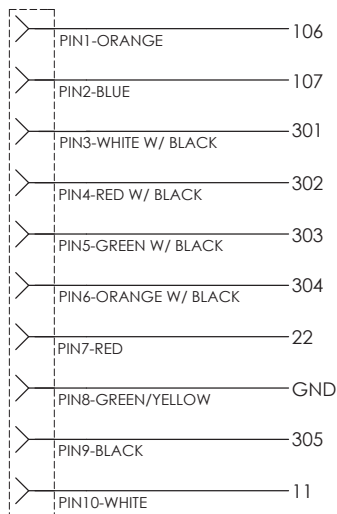 106
PIN1-ORANGE
107
PIN2-BLUE
301
PIN3-WHITE W/ BLACK
302
PIN4-RED W/ BLACK
303
PIN5-GREEN W/ BLACK
304
PIN6-ORANGE W/ BLACK
22
PIN7-RED
GND
PIN8-GREEN/YELLOW
305
PIN9-BLACK
11
PIN10-WHITE